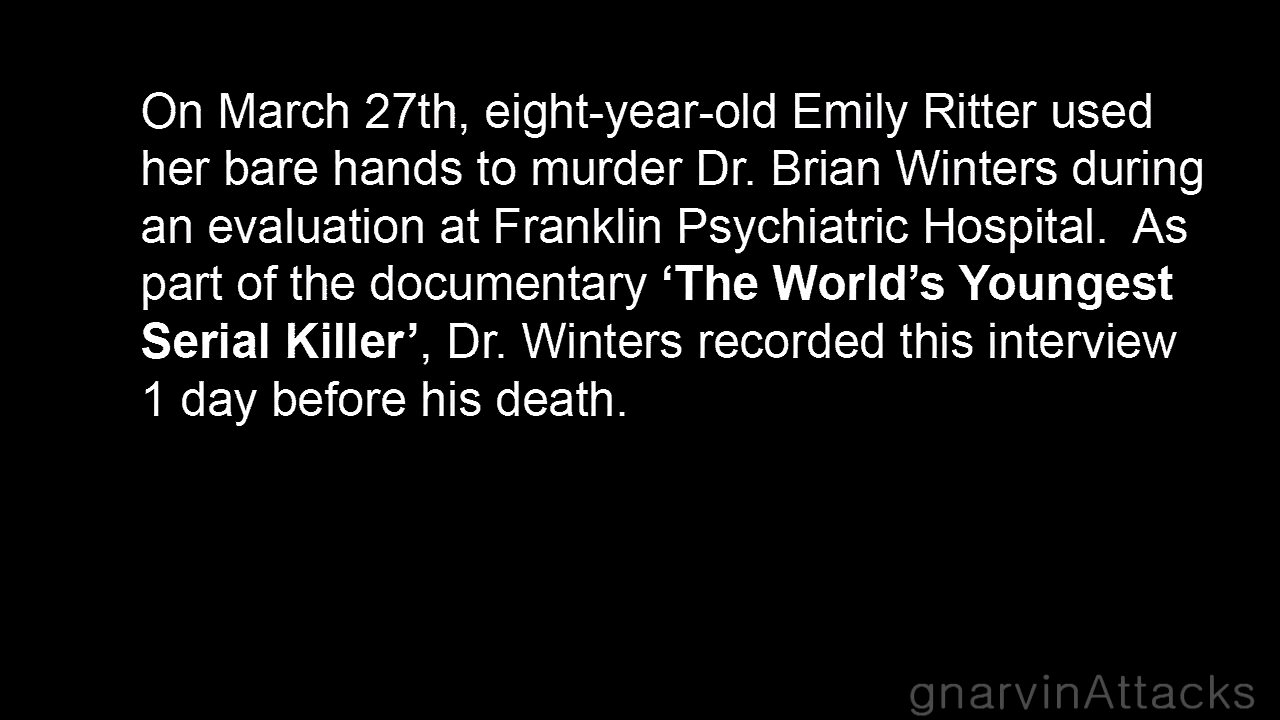 On March 27th, eight-year-old Emily Ritter used
her bare hands to murder Dr. Brian Winters during
an evaluation at Franklin Psychiatric Hospital.  As
part of the documentary ‘The World’s Youngest
Serial Killer’, Dr. Winters recorded this interview
1 day before his death.
gnarvinAttacks